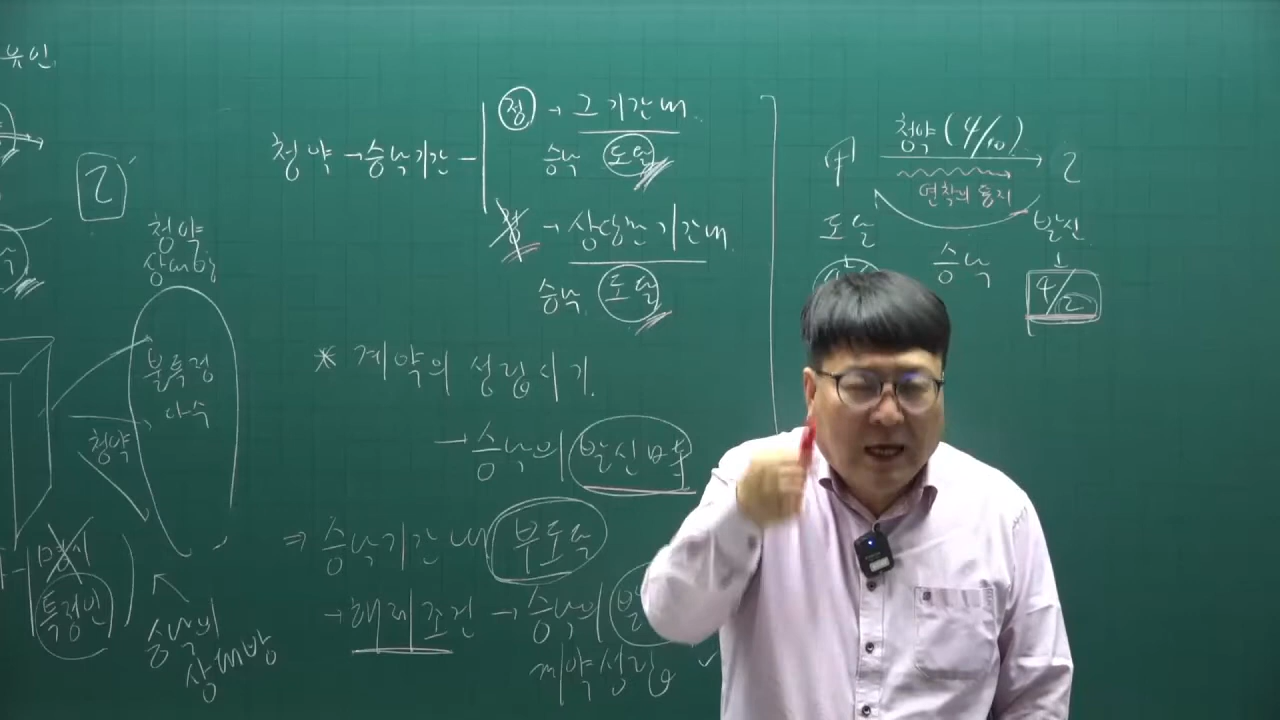 유인
2
청약
상대방
불특정
다수
청약
특정인
승낙의
상대방
청약 → 승낙기간
정 → 그 기간내
승낙 도달
→ 상당한 기간내
승낙 도달
* 계약의 성립시기.
→ 승낙의 발신
⇒ 승낙기간 내 부도착
→ 해제조건 → 승낙의
계약성립
청약 (4/10)
연착의 통지
도달
승낙
발신
↓
4/2